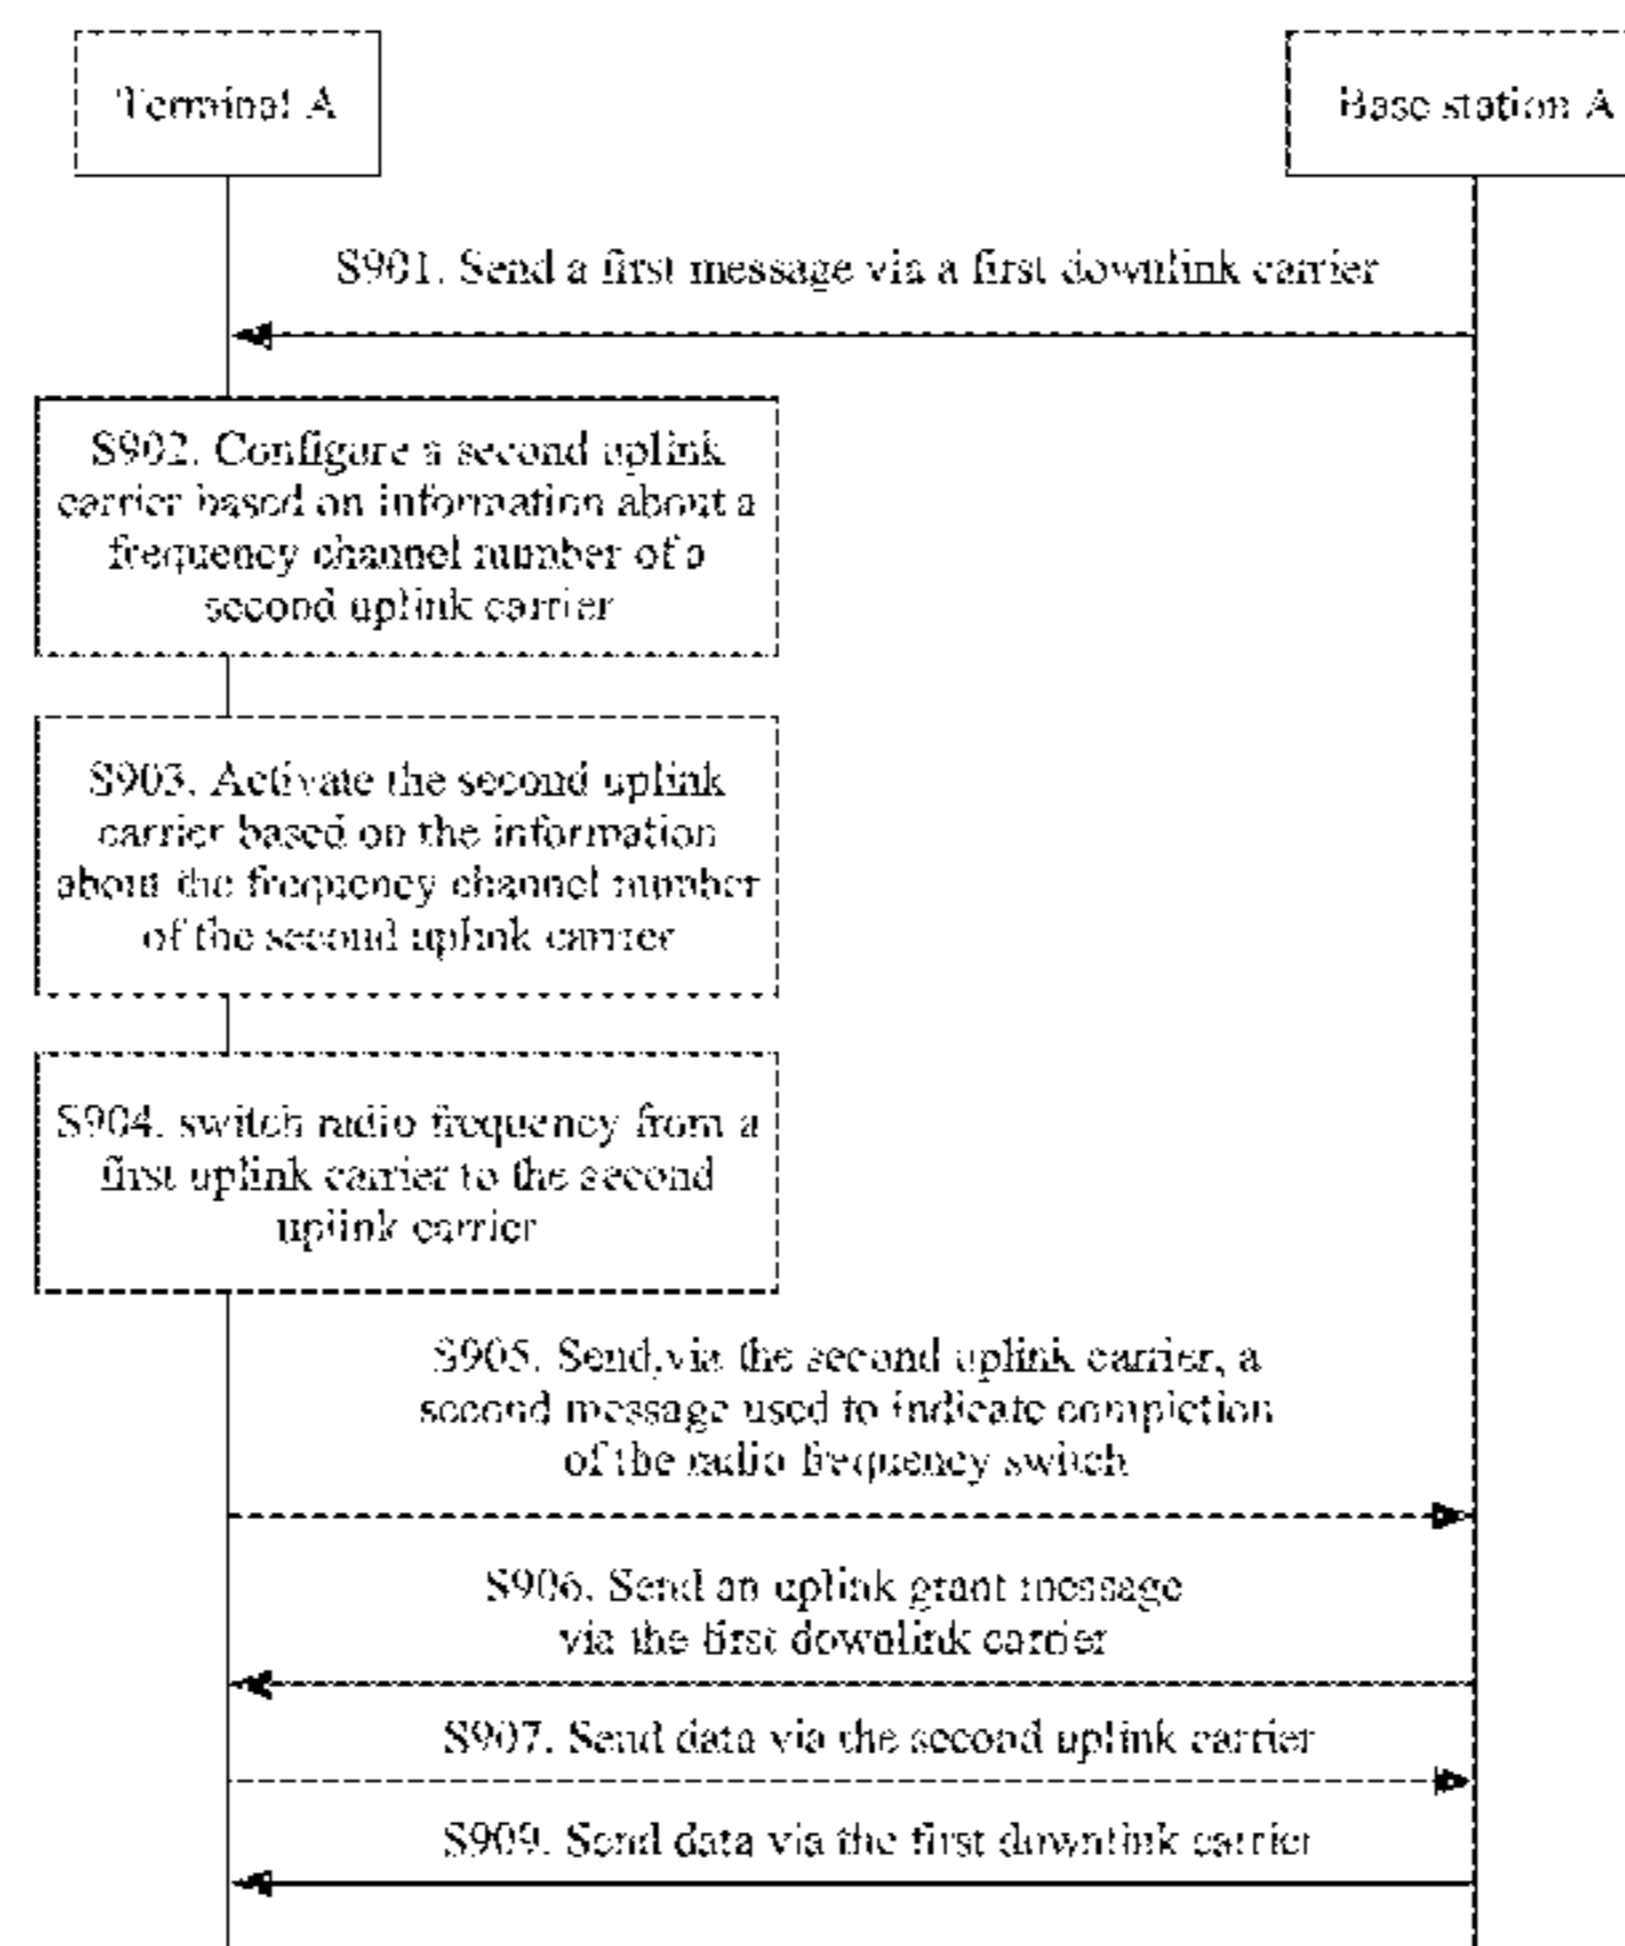 Terminal A
Base station A
S901. Send a first message via a first downlink carrier
S902. Configure a second uplink
carrier based on information about a
frequency channel number of a
second uplink carrier
S903. Activate the second uplink
carrier based on the information
about the frequency channel number
of the second uplink carrier
S904. switch radio frequency from a
first uplink carrier to the second
uplink carrier
S905. Send,via the second uplink carrier, a
second message used to indicate completion
of the radio frequency switch
S906. Send an uplink grant message
via the first downlink carrier
S907. Send data via the second uplink carrier
S909. Send data via the first downlink carrier